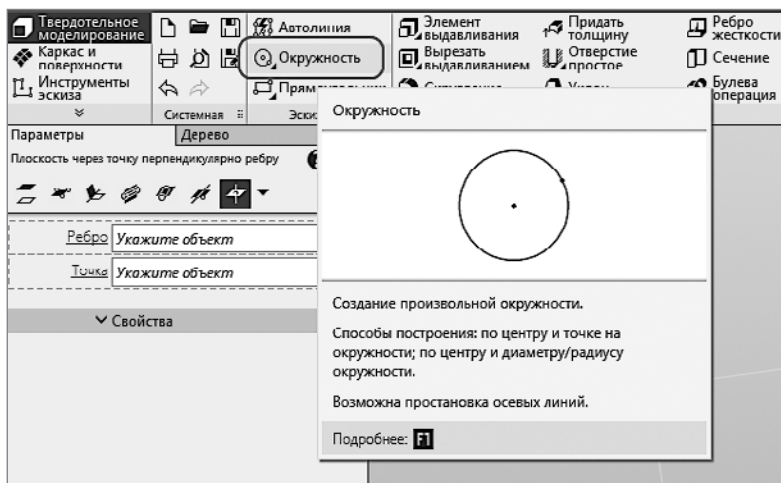 Твердотельное моделирование
Каркас и поверхности
Инструменты эскиза
Системная
Автолиния
Окружность
Элемент выдавливания
Вырезать выдавливанием
Придать толщину
Отверстие простое
Ребро жесткости
Сечение
Булева операция
Параметры
Дерево
Плоскость через точку перпендикулярно ребру
Ребро Укажите объект
Точка Укажите объект
Свойства
Окружность
Создание произвольной окружности.
Способы построения: по центру и точке на
окружности; по центру и диаметру/радиусу
окружности.
Возможна простановка осевых линий.
Подробнее: F1